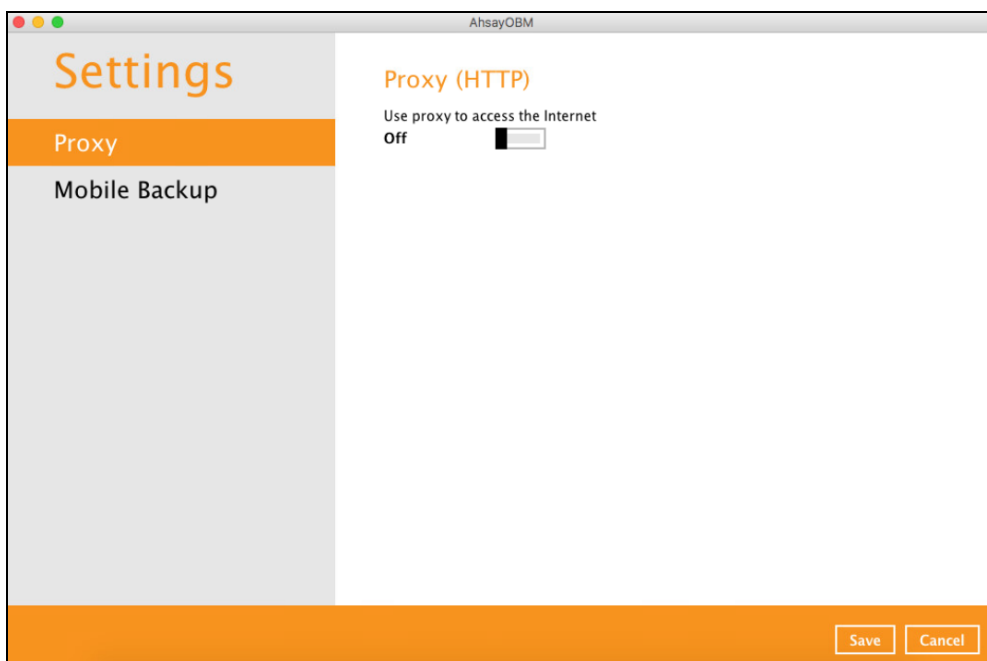 AhsayOBM
Settings
Proxy
Mobile Backup
Proxy (HTTP)
Use proxy to access the Internet
Off
Save
Cancel